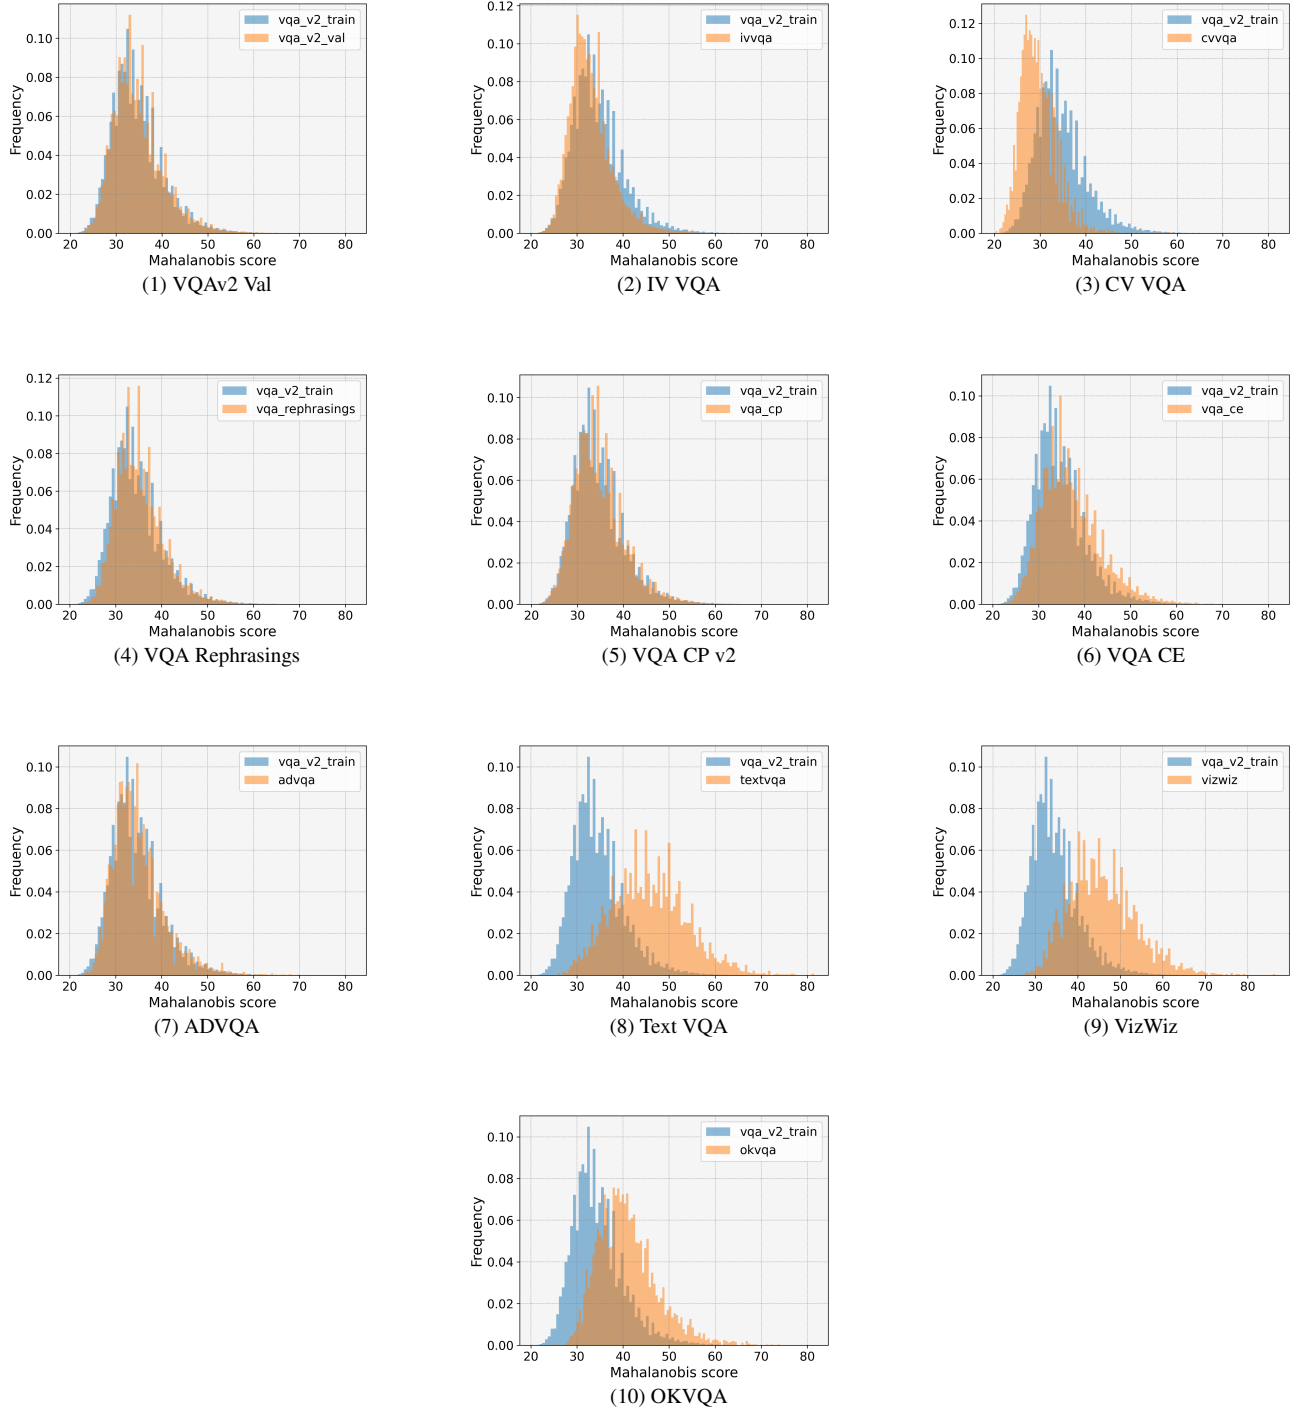 vqa_v2_train
vqa_v2_val
0.10
0.08
0.06
0.04
0.02
0.00
Frequency
20 30 40 50 60 70 80
Mahalanobis score
(1) VQAv2 Val
vqa_v2_train
ivvqa
0.12
0.10
0.08
0.06
0.04
0.02
0.00
Frequency
20 30 40 50 60 70 80
Mahalanobis score
(2) IV VQA
vqa_v2_train
cvvqa
0.12
0.10
0.08
0.06
0.04
0.02
0.00
Frequency
20 30 40 50 60 70 80
Mahalanobis score
(3) CV VQA
vqa_v2_train
vqa_rephrasings
0.12
0.10
0.08
0.06
0.04
0.02
0.00
Frequency
20 30 40 50 60 70 80
Mahalanobis score
(4) VQA Rephrasings
vqa_v2_train
vqa_cp
0.10
0.08
0.06
0.04
0.02
0.00
Frequency
20 30 40 50 60 70 80
Mahalanobis score
(5) VQA CP v2
vqa_v2_train
vqa_ce
0.10
0.08
0.06
0.04
0.02
0.00
Frequency
20 30 40 50 60 70 80
Mahalanobis score
(6) VQA CE
vqa_v2_train
advqa
0.10
0.08
0.06
0.04
0.02
0.00
Frequency
20 30 40 50 60 70 80
Mahalanobis score
(7) ADVQA
vqa_v2_train
textvqa
0.10
0.08
0.06
0.04
0.02
0.00
Frequency
20 30 40 50 60 70 80
Mahalanobis score
(8) Text VQA
vqa_v2_train
vizwiz
0.10
0.08
0.06
0.04
0.02
0.00
Frequency
20 30 40 50 60 70 80
Mahalanobis score
(9) VizWiz
vqa_v2_train
okvqa
0.10
0.08
0.06
0.04
0.02
0.00
Frequency
20 30 40 50 60 70 80
Mahalanobis score
(10) OKVQA